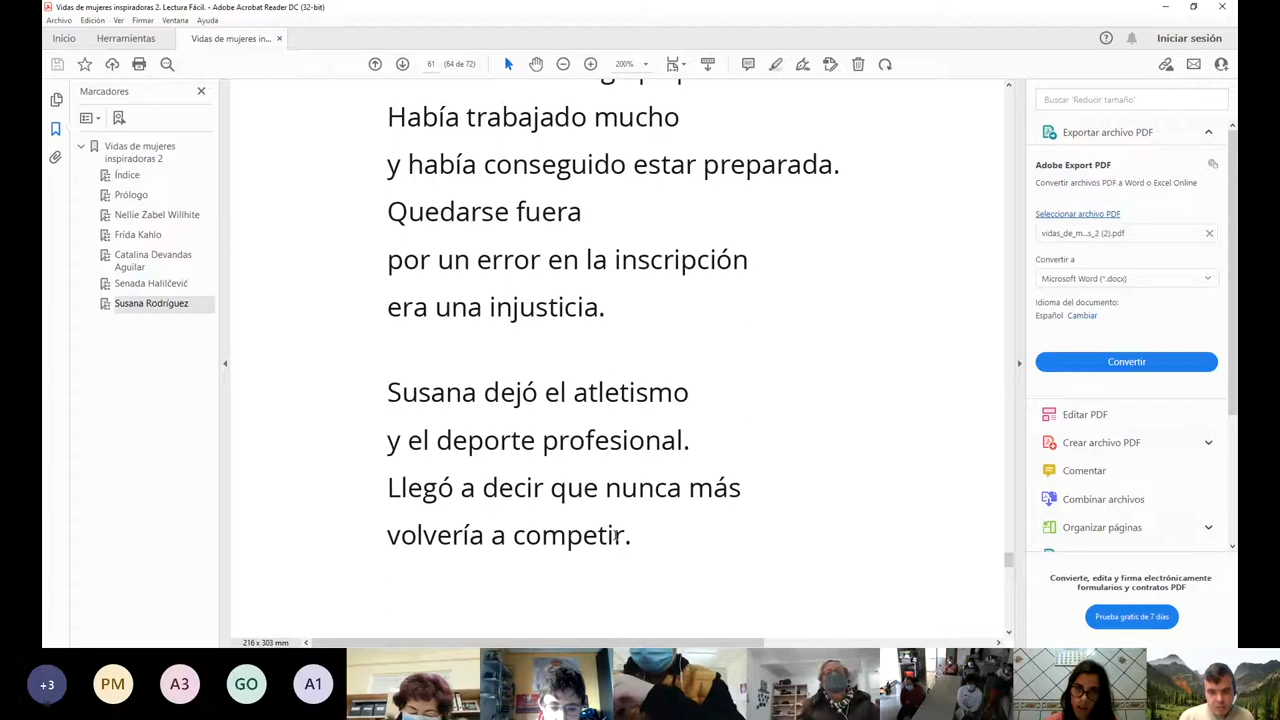 Vidas de mujeres inspiradoras 2. Lectura Fácil. - Adobe Acrobat Reader DC (32-bit)
Archivo Edición Ver Firmar Ventana Ayuda
Inicio Herramientas Vidas de mujeres in... × Iniciar sesión
61 (64 de 72) 200%
Marcadores
Vidas de mujeres
inspiradoras 2
Índice
Prólogo
Nellie Zabel Willhite
Frida Kahlo
Catalina Devandas
Aguilar
Senada Halilčević
Susana Rodríguez
Había trabajado mucho
y había conseguido estar preparada.
Quedarse fuera
por un error en la inscripción
era una injusticia.
Susana dejó el atletismo
y el deporte profesional.
Llegó a decir que nunca más
volvería a competir.
216 x 303 mm
Buscar 'Reducir tamaño'
Exportar archivo PDF
Adobe Export PDF
Convertir archivos PDF a Word o Excel Online
Seleccionar archivo PDF
vidas_de_m...s_2 (2).pdf
Convertir a
Microsoft Word (*.docx)
Idioma del documento:
Español Cambiar
Convertir
Editar PDF
Crear archivo PDF
Comentar
Combinar archivos
Organizar páginas
Convierte, edita y firma electrónicamente
formularios y contratos PDF
Prueba gratis de 7 días
+3 PM A3 GO A1